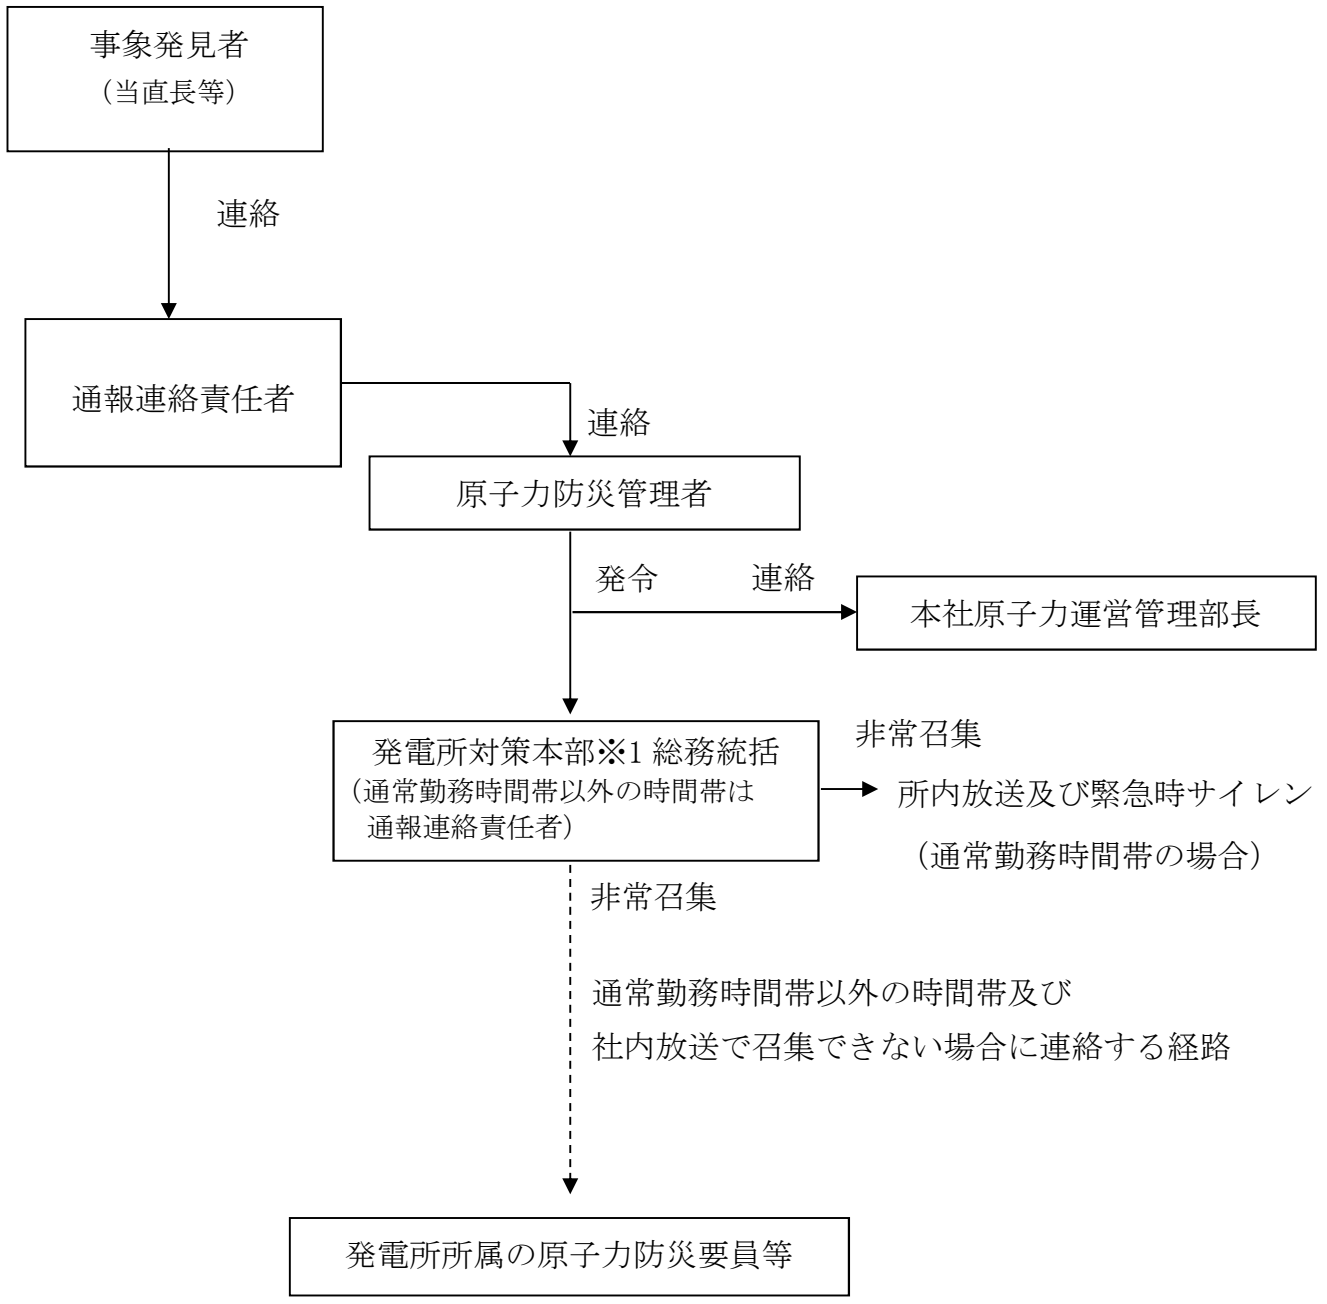 事象発見者
（当直長等）
連絡
通報連絡責任者
連絡
原子力防災管理者
発令
連絡
本社原子力運営管理部長
発電所対策本部※1 総務統括
（通常勤務時間帯以外の時間帯は
通報連絡責任者）
非常召集
所内放送及び緊急時サイレン
（通常勤務時間帯の場合）
非常召集
通常勤務時間帯以外の時間帯及び
社内放送で召集できない場合に連絡する経路
発電所所属の原子力防災要員等